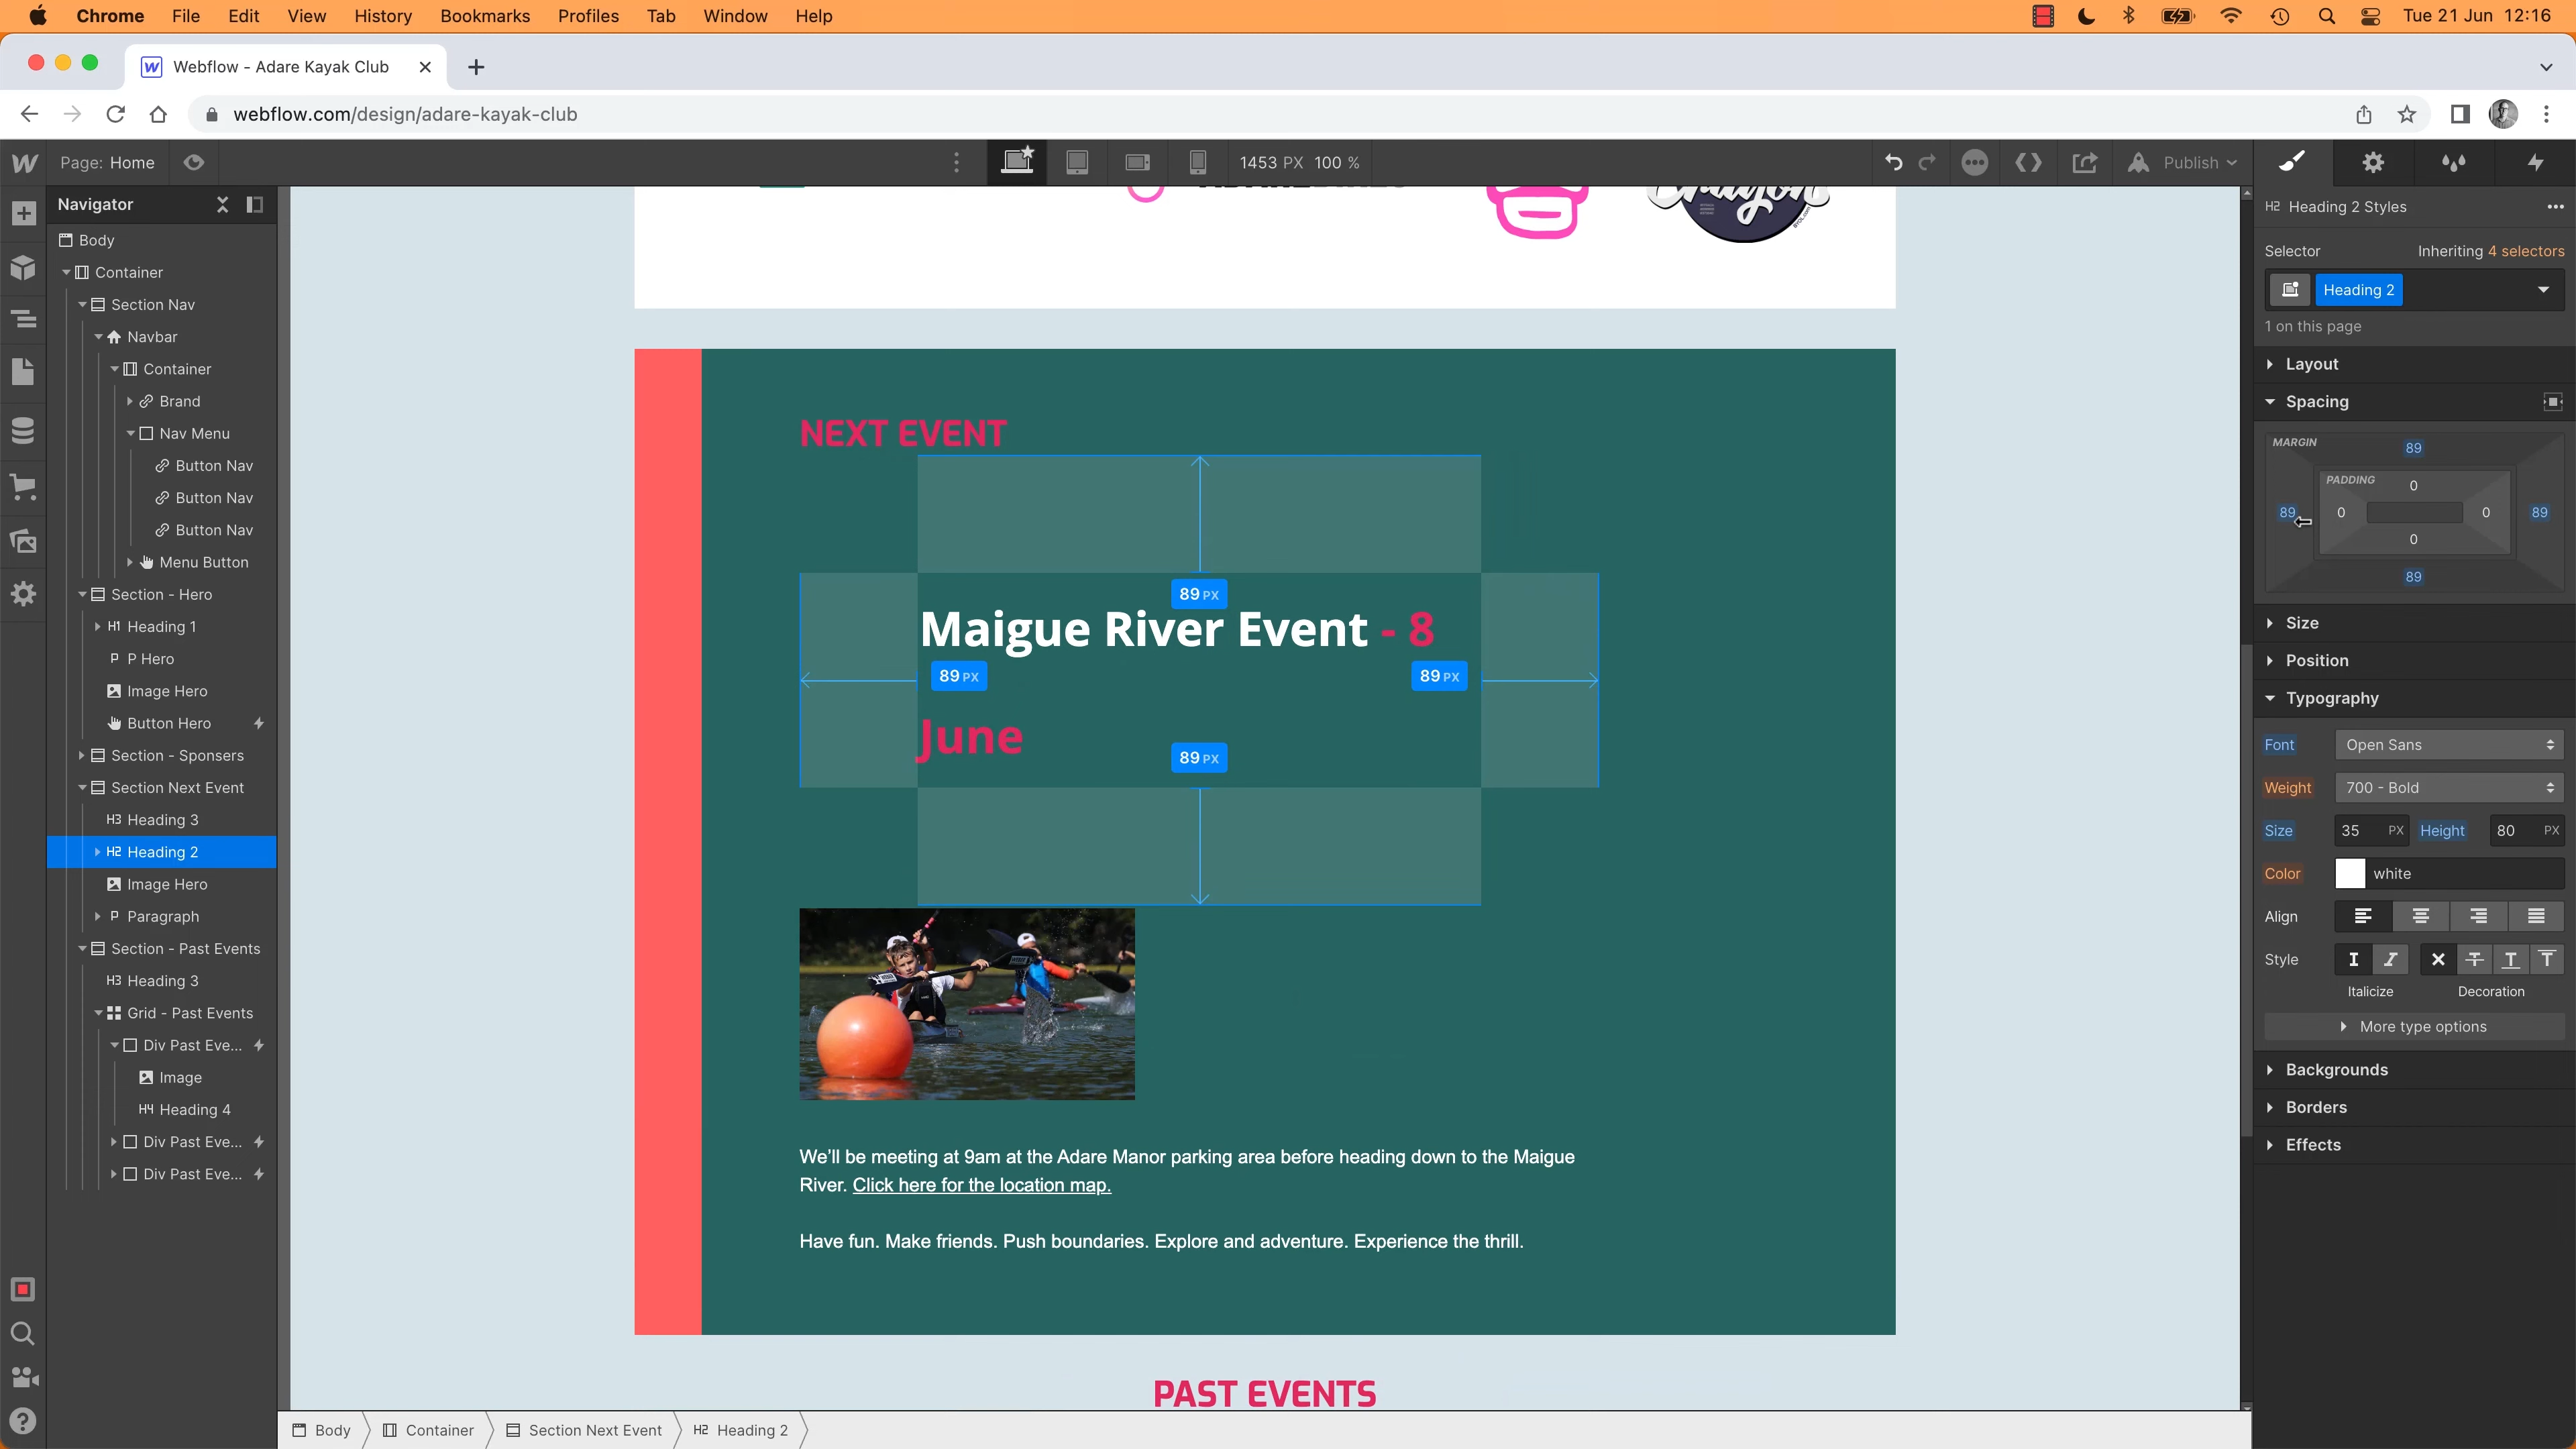 Chrome File Edit View History Bookmarks Profiles Tab Window Help Tue 21 Jun 12:16
Webflow - Adare Kayak Club
webflow.com/design/adare-kayak-club
Page: Home 1453 PX 100 % Publish
Navigator
Body
Container
Section Nav
Navbar
Container
Brand
Nav Menu
Button Nav
Button Nav
Button Nav
Menu Button
Section - Hero
H1 Heading 1
P P Hero
Image Hero
Button Hero
Section - Sponsers
Section Next Event
H3 Heading 3
H2 Heading 2
Image Hero
P Paragraph
Section - Past Events
H3 Heading 3
Grid - Past Events
Div Past Eve...
Image
H4 Heading 4
Div Past Eve...
Div Past Eve...
NEXT EVENT
89 PX
Maigue River Event - 8
89 PX 89 PX
June
89 PX
We'll be meeting at 9am at the Adare Manor parking area before heading down to the Maigue
River. Click here for the location map.
Have fun. Make friends. Push boundaries. Explore and adventure. Experience the thrill.
PAST EVENTS
Body Container Section Next Event H2 Heading 2
H2 Heading 2 Styles
Selector Inheriting 4 selectors
Heading 2
1 on this page
Layout
Spacing
MARGIN 89
PADDING 0
89 0 0 89
0
89
Size
Position
Typography
Font Open Sans
Weight 700 - Bold
Size 35 PX Height 80 PX
Color white
Align
Style
Italicize Decoration
More type options
Backgrounds
Borders
Effects